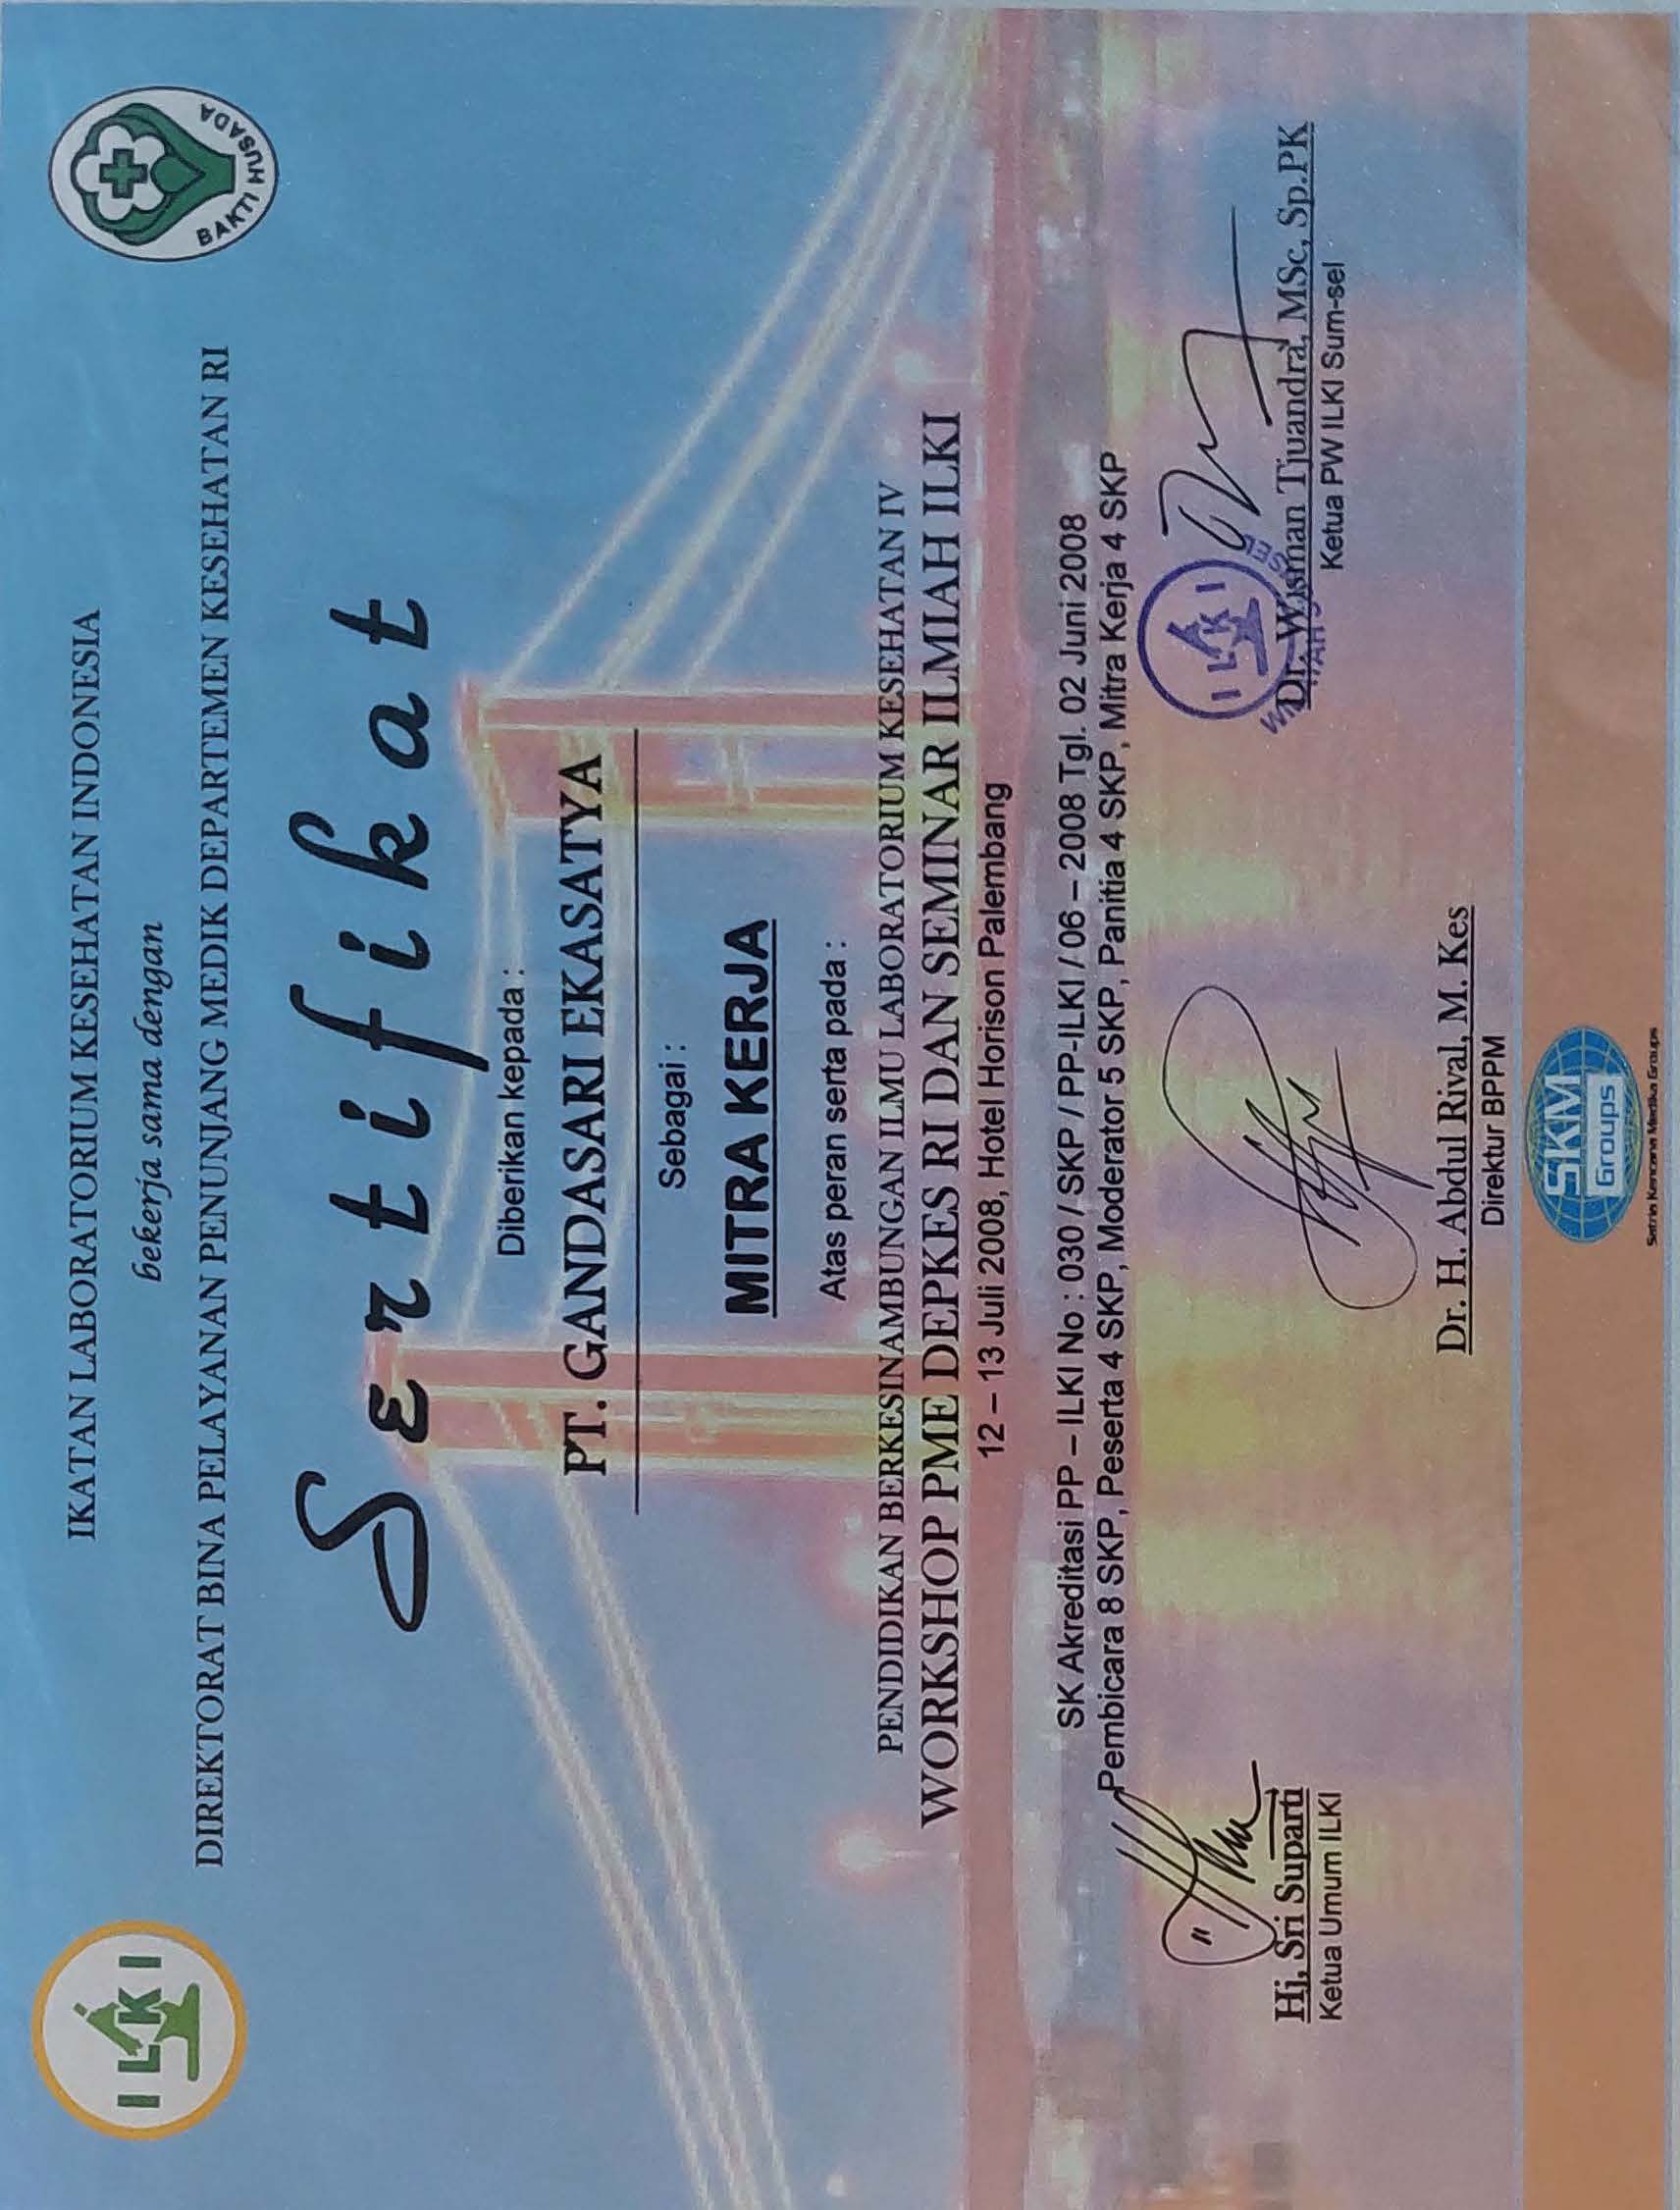 I L K I
BAKTI HUSADA
IKATAN LABORATORIUM KESEHATAN INDONESIA
bekerja sama dengan
DIREKTORAT BINA PELAYANAN PENUNJANG MEDIK DEPARTEMEN KESEHATAN RI
Sertifikat
Diberikan kepada :
PT. GANDASARI EKASATYA
Sebagai :
MITRA KERJA
Atas peran serta pada :
PENDIDIKAN BERKESINAMBUNGAN ILMU LABORATORIUM KESEHATAN IV
WORKSHOP PME DEPKES RI DAN SEMINAR ILMIAH ILKI
12 – 13 Juli 2008, Hotel Horison Palembang
SK Akreditasi PP – ILKI No : 030 / SKP / PP-ILKI / 06 – 2008 Tgl. 02 Juni 2008
Pembicara 8 SKP, Peserta 4 SKP, Moderator 5 SKP, Panitia 4 SKP, Mitra Kerja 4 SKP
I L K I
Hj. Sri Suparti
Ketua Umum ILKI
Dr. Wisman Tjuandra, MSc, Sp.PK
Ketua PW ILKI Sum-sel
Dr. H. Abdul Rival, M. Kes
Direktur BPPM
SKM
Groups
Satria Kencana Medika Groups